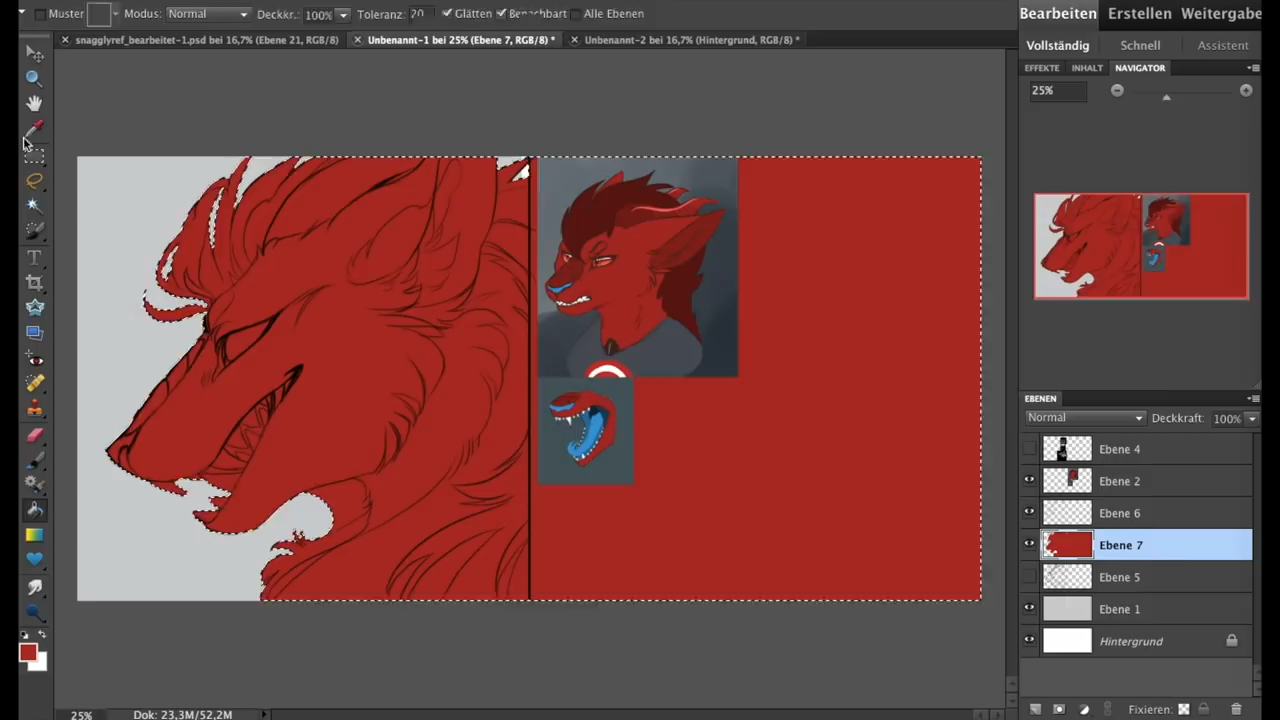 Muster Modus: Normal Deckkr.: 100% Toleranz: 20 Glätten Benachbart Alle Ebenen
Bearbeiten Erstellen Weitergabe
snagglyref_bearbeitet-1.psd bei 16,7% (Ebene 21, RGB/8) Unbenannt-1 bei 25% (Ebene 7, RGB/8) * Unbenannt-2 bei 16,7% (Hintergrund, RGB/8) *
Vollständig Schnell Assistent
EFFEKTE INHALT NAVIGATOR
25%
EBENEN
Normal Deckkraft: 100%
Ebene 4
Ebene 2
Ebene 6
Ebene 7
Ebene 5
Ebene 1
Hintergrund
Fixieren:
25% Dok: 23,3M/52,2M